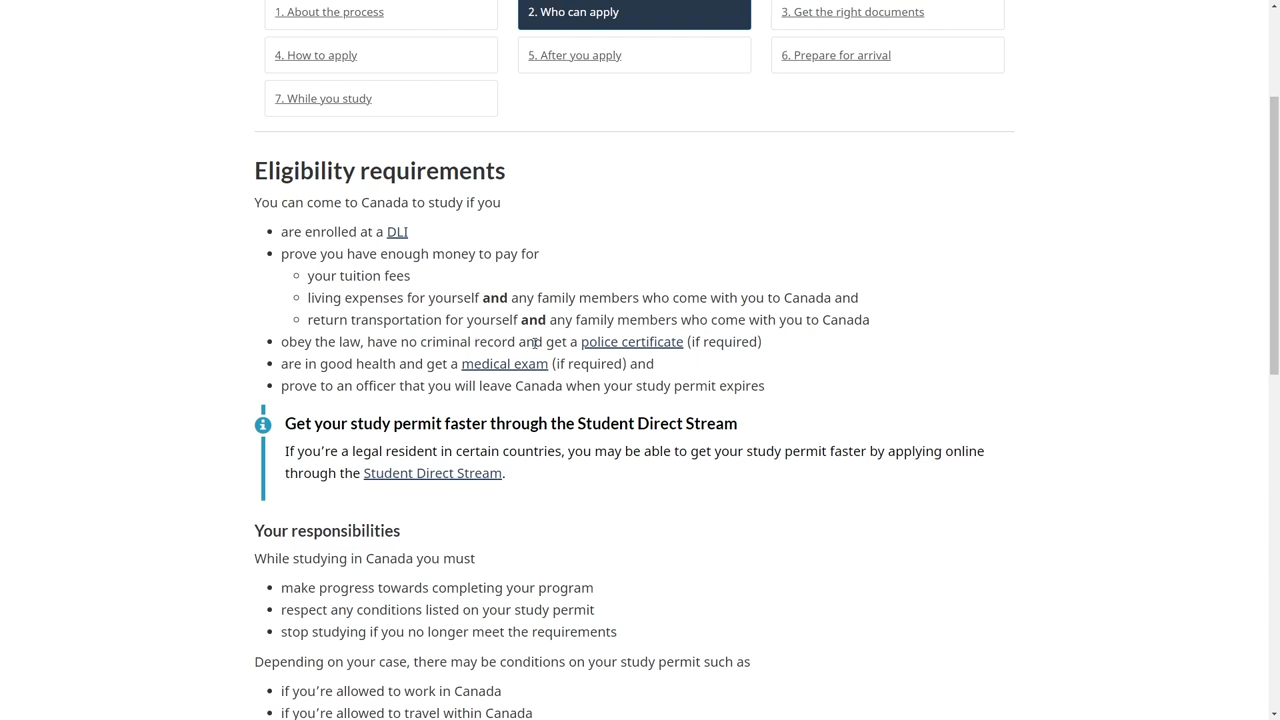 1. About the process
2. Who can apply
3. Get the right documents
4. How to apply
5. After you apply
6. Prepare for arrival
7. While you study
Eligibility requirements
You can come to Canada to study if you
are enrolled at a DLI
prove you have enough money to pay for
your tuition fees
living expenses for yourself and any family members who come with you to Canada and
return transportation for yourself and any family members who come with you to Canada
obey the law, have no criminal record and get a police certificate (if required)
are in good health and get a medical exam (if required) and
prove to an officer that you will leave Canada when your study permit expires
Get your study permit faster through the Student Direct Stream
If you’re a legal resident in certain countries, you may be able to get your study permit faster by applying online
through the Student Direct Stream.
Your responsibilities
While studying in Canada you must
make progress towards completing your program
respect any conditions listed on your study permit
stop studying if you no longer meet the requirements
Depending on your case, there may be conditions on your study permit such as
if you’re allowed to work in Canada
if you’re allowed to travel within Canada